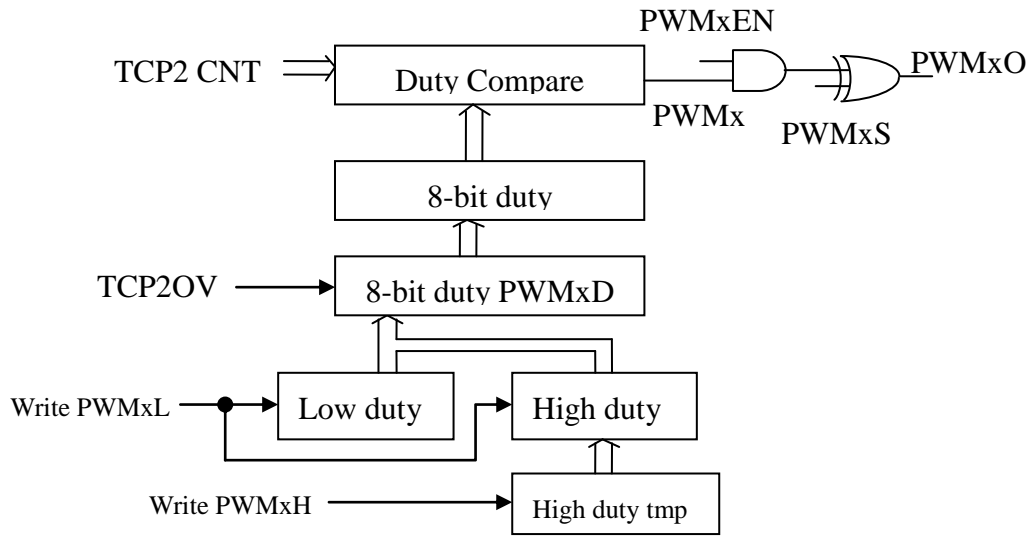 PWMxEN
TCP2 CNT
Duty Compare
PWMxO
PWMx
PWMxS
8-bit duty
TCP2OV
8-bit duty PWMxD
Write PWMxL
Low duty
High duty
Write PWMxH
High duty tmp